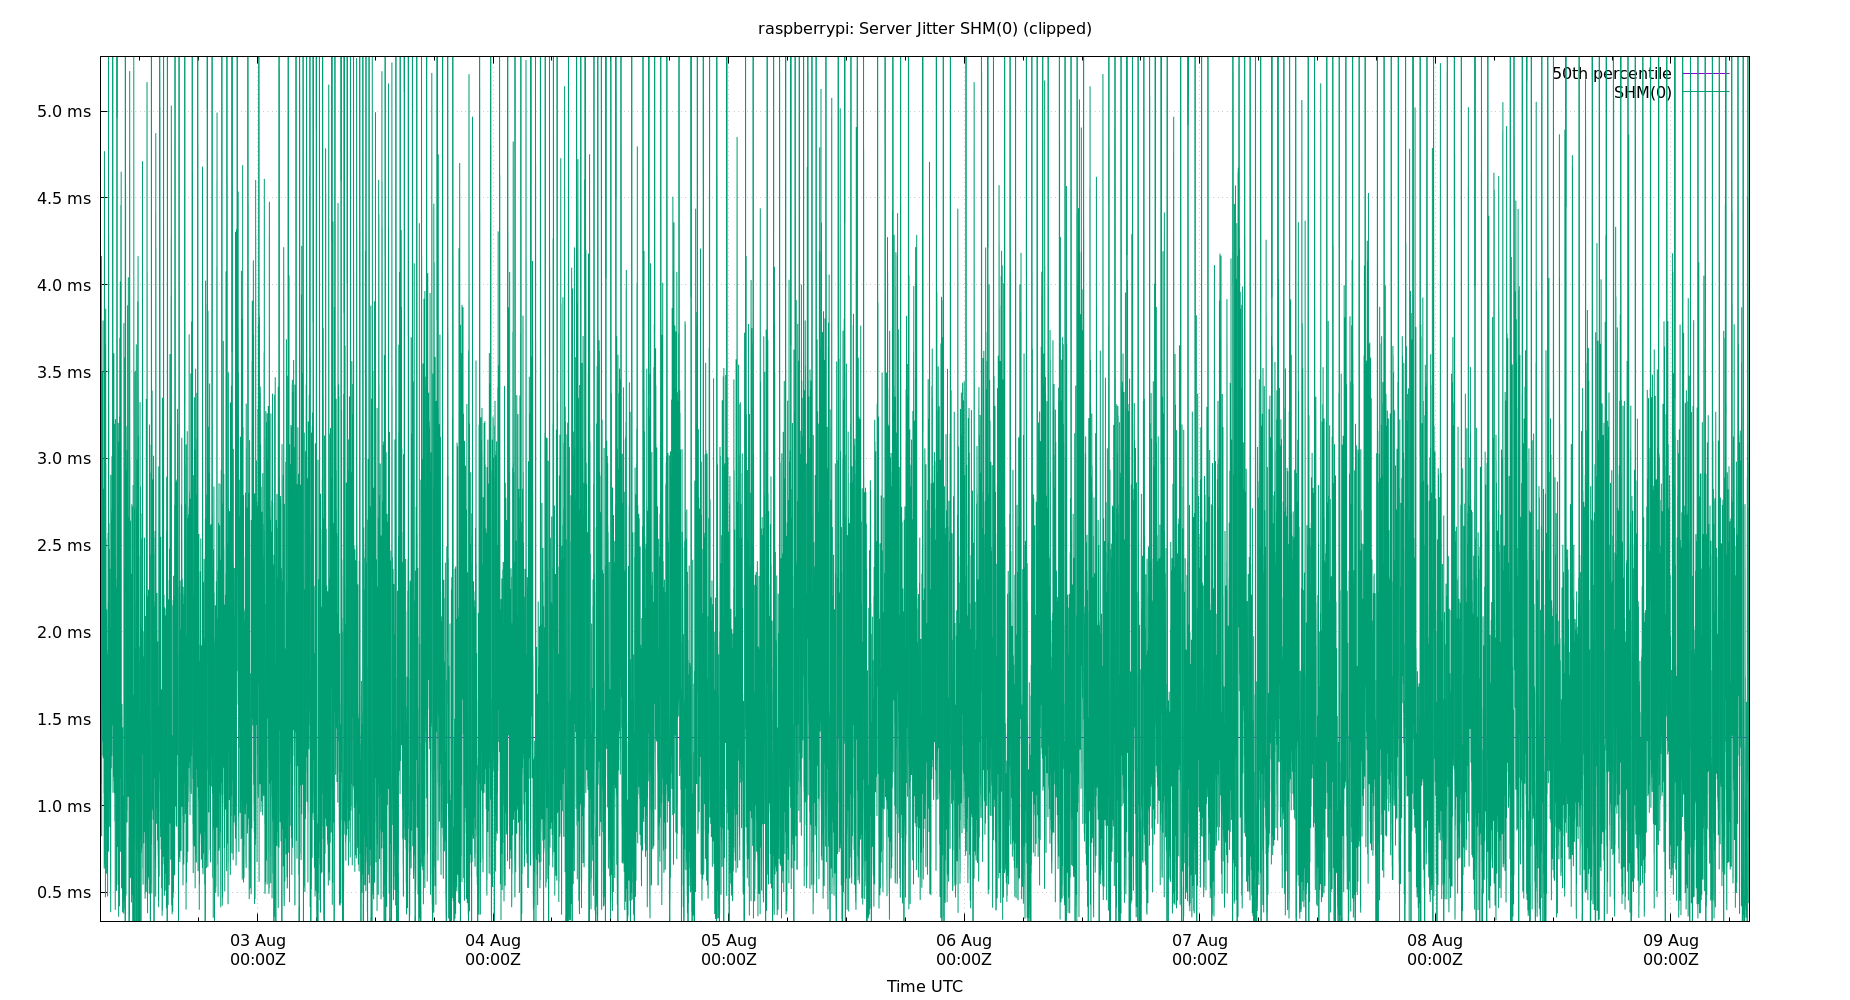 raspberrypi: Server Jitter SHM(0) (clipped)
50th percentile
SHM(0)
5.0 ms
4.5 ms
4.0 ms
3.5 ms
3.0 ms
2.5 ms
2.0 ms
1.5 ms
1.0 ms
0.5 ms
03 Aug 04 Aug 05 Aug 06 Aug 07 Aug 08 Aug 09 Aug
00:00Z 00:00Z 00:00Z 00:00Z 00:00Z 00:00Z 00:00Z
Time UTC